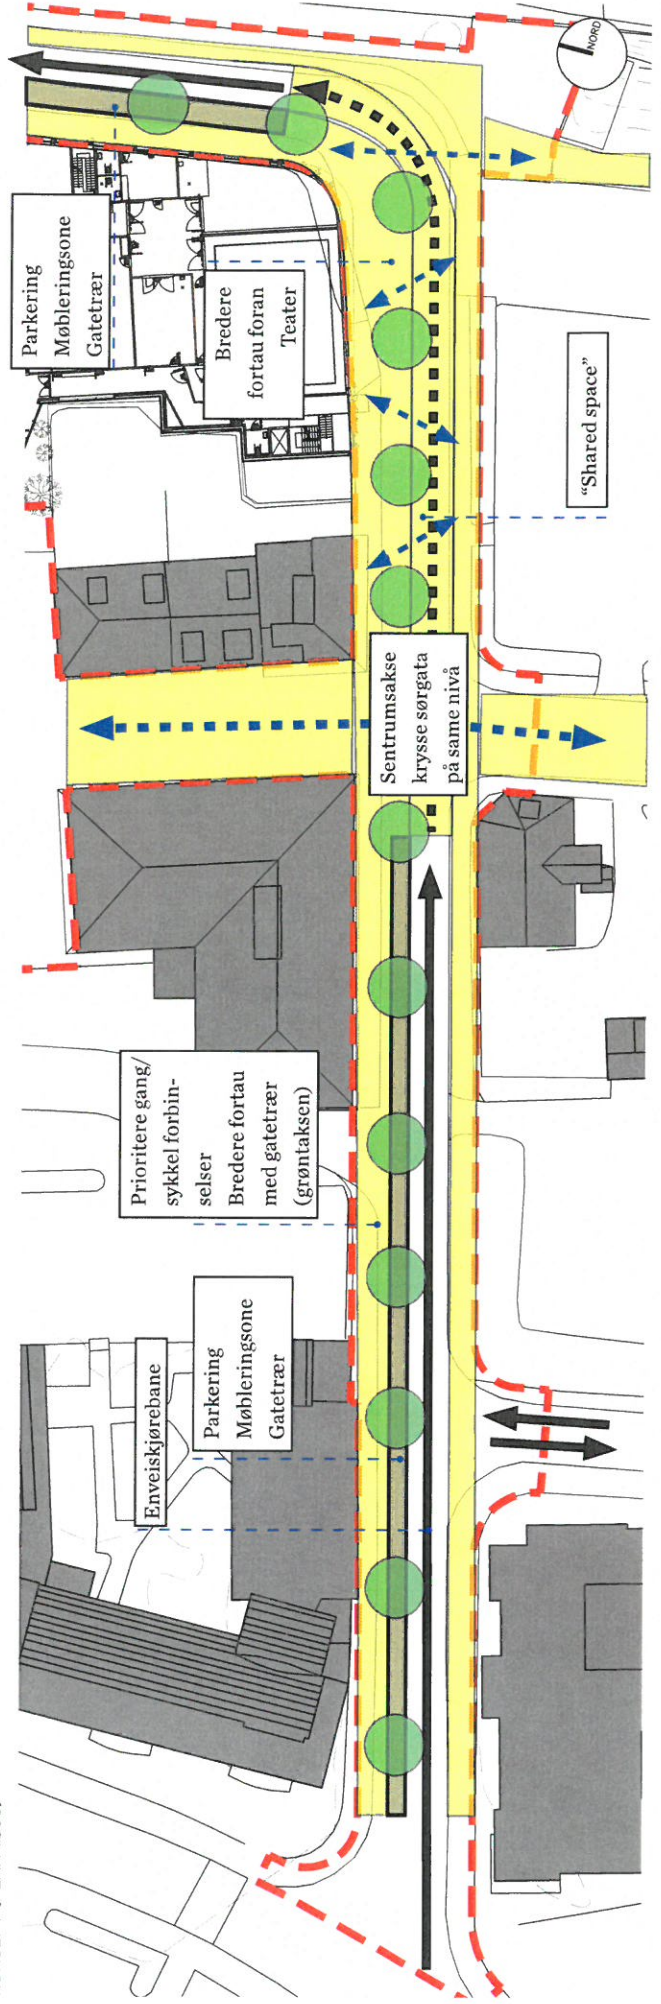 Parkering
Møbleringsone
Gatetrær
Bredere
fortau foran
Teater
NORD
"Shared space"
Sentrumsakse
krysse sørgata
på same nivå
Prioritere gang/
sykkel forbin-
selser
Bredere fortau
med gatetrær
(grøntaksen)
Enveiskjørebane
Parkering
Møbleringsone
Gatetrær